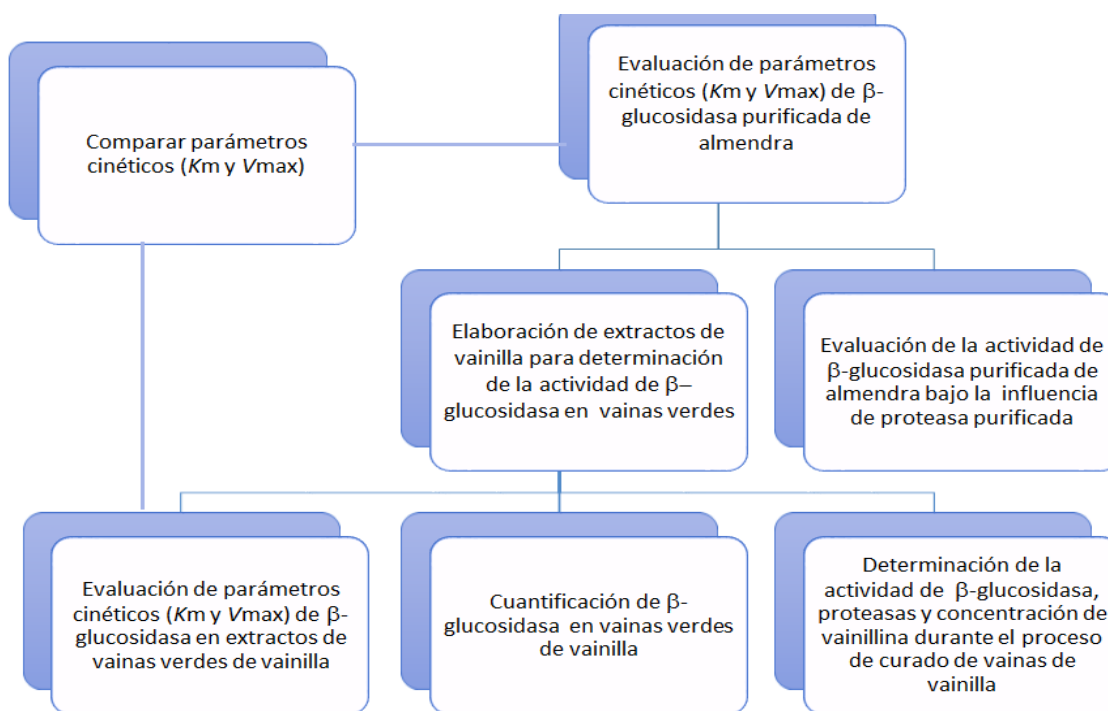 Evaluación de parámetros
cinéticos (Km y Vmax) de β-
glucosidasa purificada de
almendra
Comparar parámetros
cinéticos (Km y Vmax)
Elaboración de extractos de
vainilla para determinación
de la actividad de β–
glucosidasa en vainas verdes
Evaluación de la actividad de
β-glucosidasa purificada de
almendra bajo la influencia
de proteasa purificada
Evaluación de parámetros
cinéticos (Km y Vmax) de β-
glucosidasa en extractos de
vainas verdes de vainilla
Cuantificación de β-
glucosidasa en vainas verdes
de vainilla
Determinación de la
actividad de β-glucosidasa,
proteasas y concentración de
vainillina durante el proceso
de curado de vainas de
vainilla